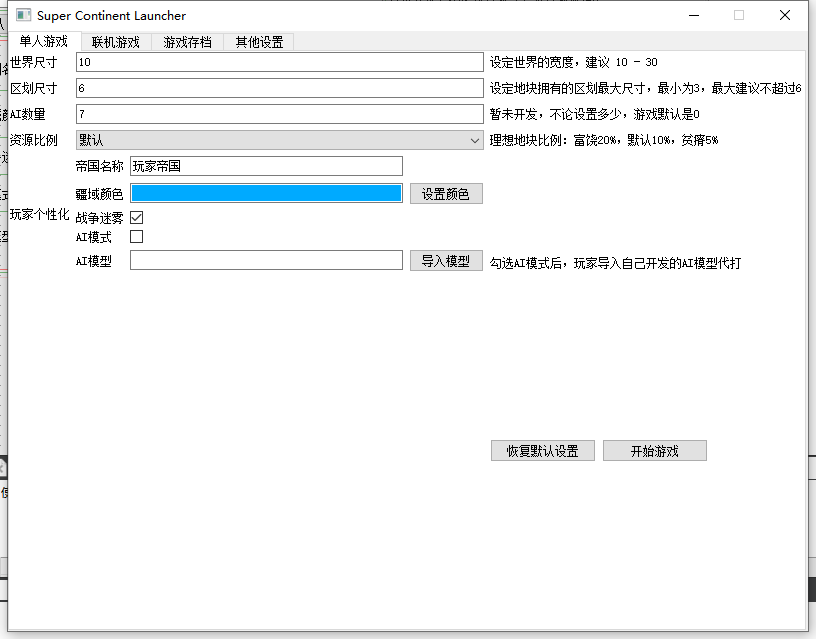 Super Continent Launcher
单人游戏 联机游戏 游戏存档 其他设置
世界尺寸 10 设定世界的宽度，建议 10 - 30
区划尺寸 6 设定地块拥有的区划最大尺寸，最小为3，最大建议不超过6
AI数量 7 暂未开发，不论设置多少，游戏默认是0
资源比例 默认 理想地块比例：富饶20%，默认10%，贫瘠5%
帝国名称 玩家帝国
疆域颜色 设置颜色
玩家个性化 战争迷雾
AI模式
AI模型 导入模型 勾选AI模式后，玩家导入自己开发的AI模型代打
恢复默认设置 开始游戏